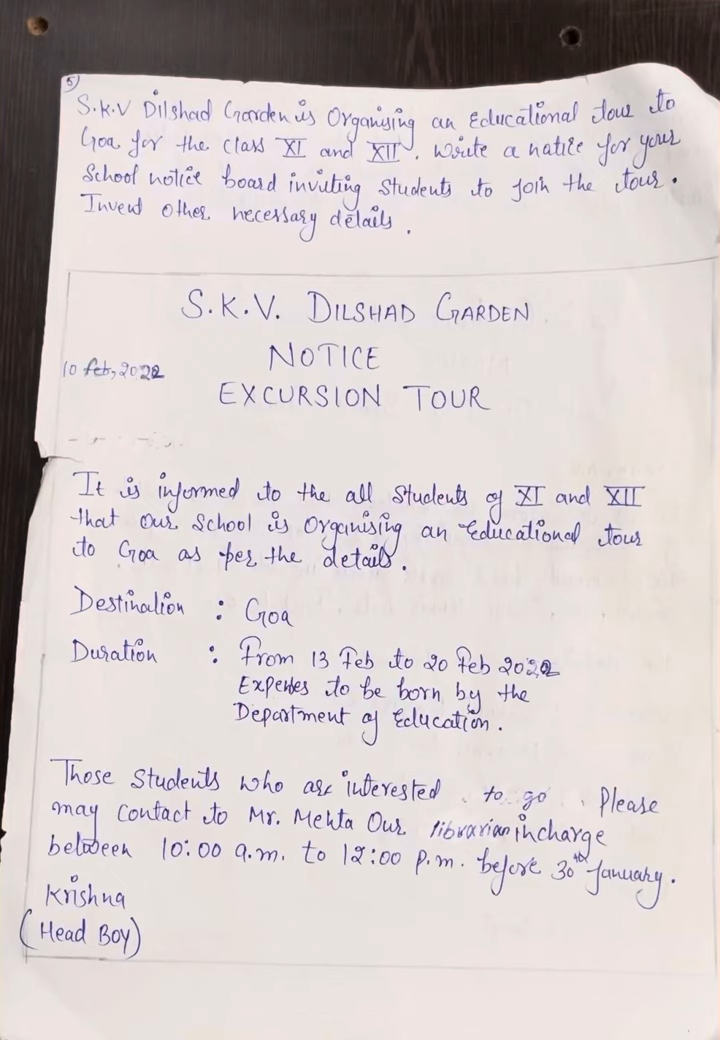 5)
S.K.V Dilshad Garden is Organising an Educational tour to
Goa for the class XI and XII. Write a notice for your
School notice board inviting Students to join the tour.
Invent other necessary details.
S.K.V. DILSHAD GARDEN
NOTICE
10 feb, 2022
EXCURSION TOUR
It is informed to the all Students of XI and XII
that our School is Organising an Educational tour
to Goa as per the details.
Destination : Goa
Duration : From 13 Feb to 20 Feb 2022
Expenses to be born by the
Department of Education.
Those Students who are interested to go Please
may contact to Mr. Mehta Our librarian incharge
between 10:00 a.m. to 12:00 p.m. before 30th January.
Krishna
(Head Boy)